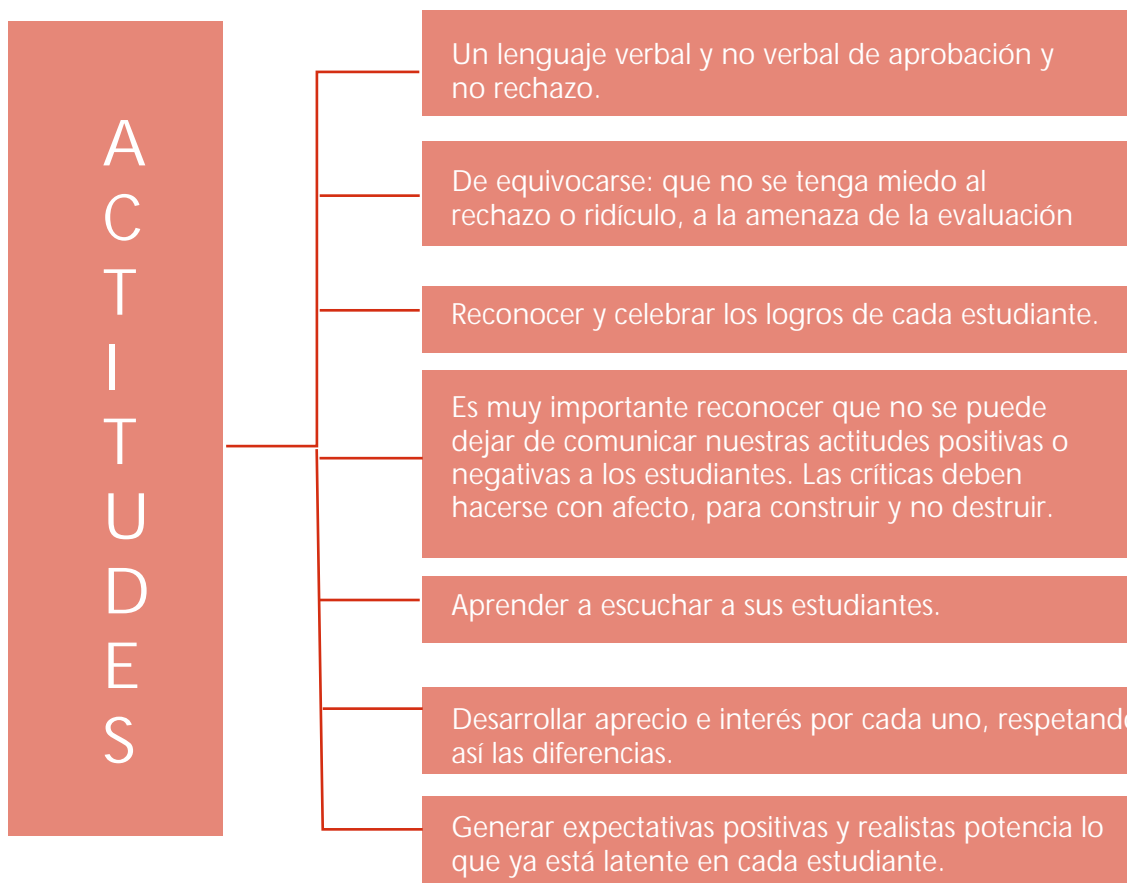 ACTITUDES
Un lenguaje verbal y no verbal de aprobación y
no rechazo.
De equivocarse: que no se tenga miedo al
rechazo o ridículo, a la amenaza de la evaluación
Reconocer y celebrar los logros de cada estudiante.
Es muy importante reconocer que no se puede
dejar de comunicar nuestras actitudes positivas o
negativas a los estudiantes. Las críticas deben
hacerse con afecto, para construir y no destruir.
Aprender a escuchar a sus estudiantes.
Desarrollar aprecio e interés por cada uno, respetando
así las diferencias.
Generar expectativas positivas y realistas potencia lo
que ya está latente en cada estudiante.